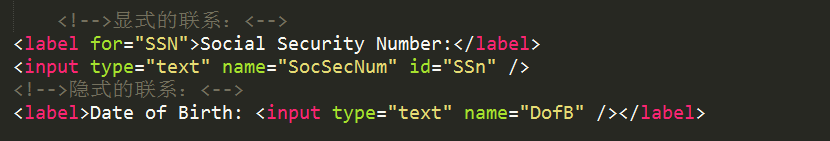 <!-->显式的联系：<-->
<label for="SSN">Social Security Number:</label>
<input type="text" name="SocSecNum" id="SSn" />
<!-->隐式的联系：<-->
<label>Date of Birth: <input type="text" name="DofB" /></label>